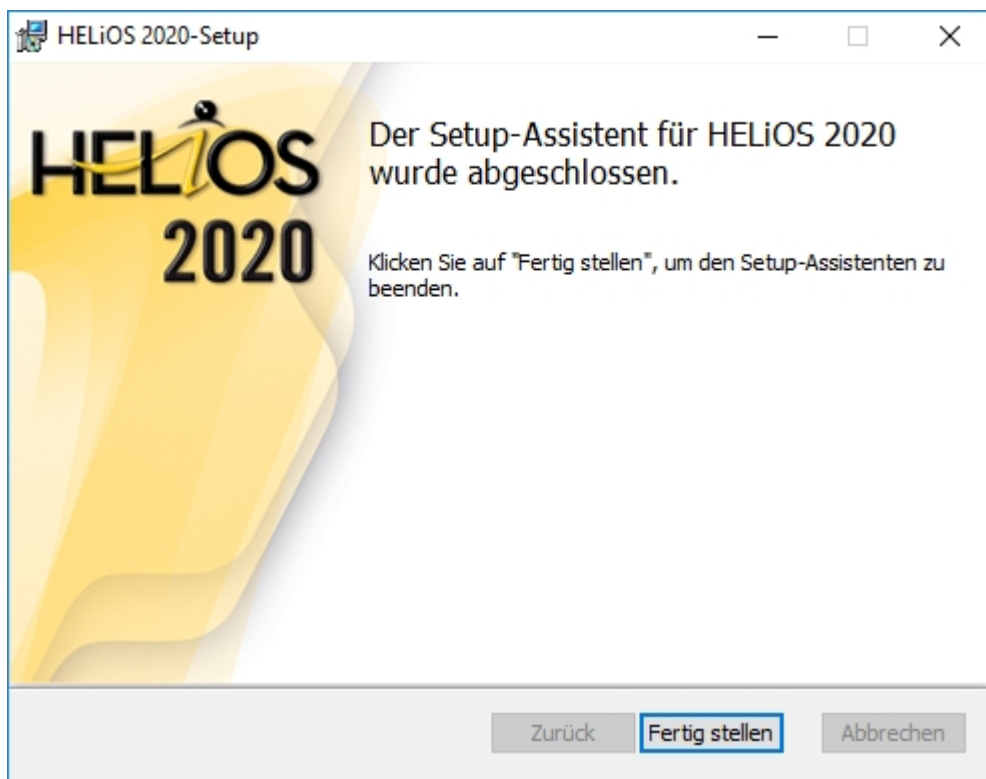 HELiOS 2020-Setup
HELiOS
2020
Der Setup-Assistent für HELiOS 2020
wurde abgeschlossen.
Klicken Sie auf "Fertig stellen", um den Setup-Assistenten zu
beenden.
Zurück
Fertig stellen
Abbrechen